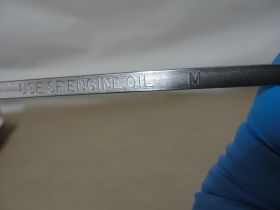 USE SF ENGINE OIL M